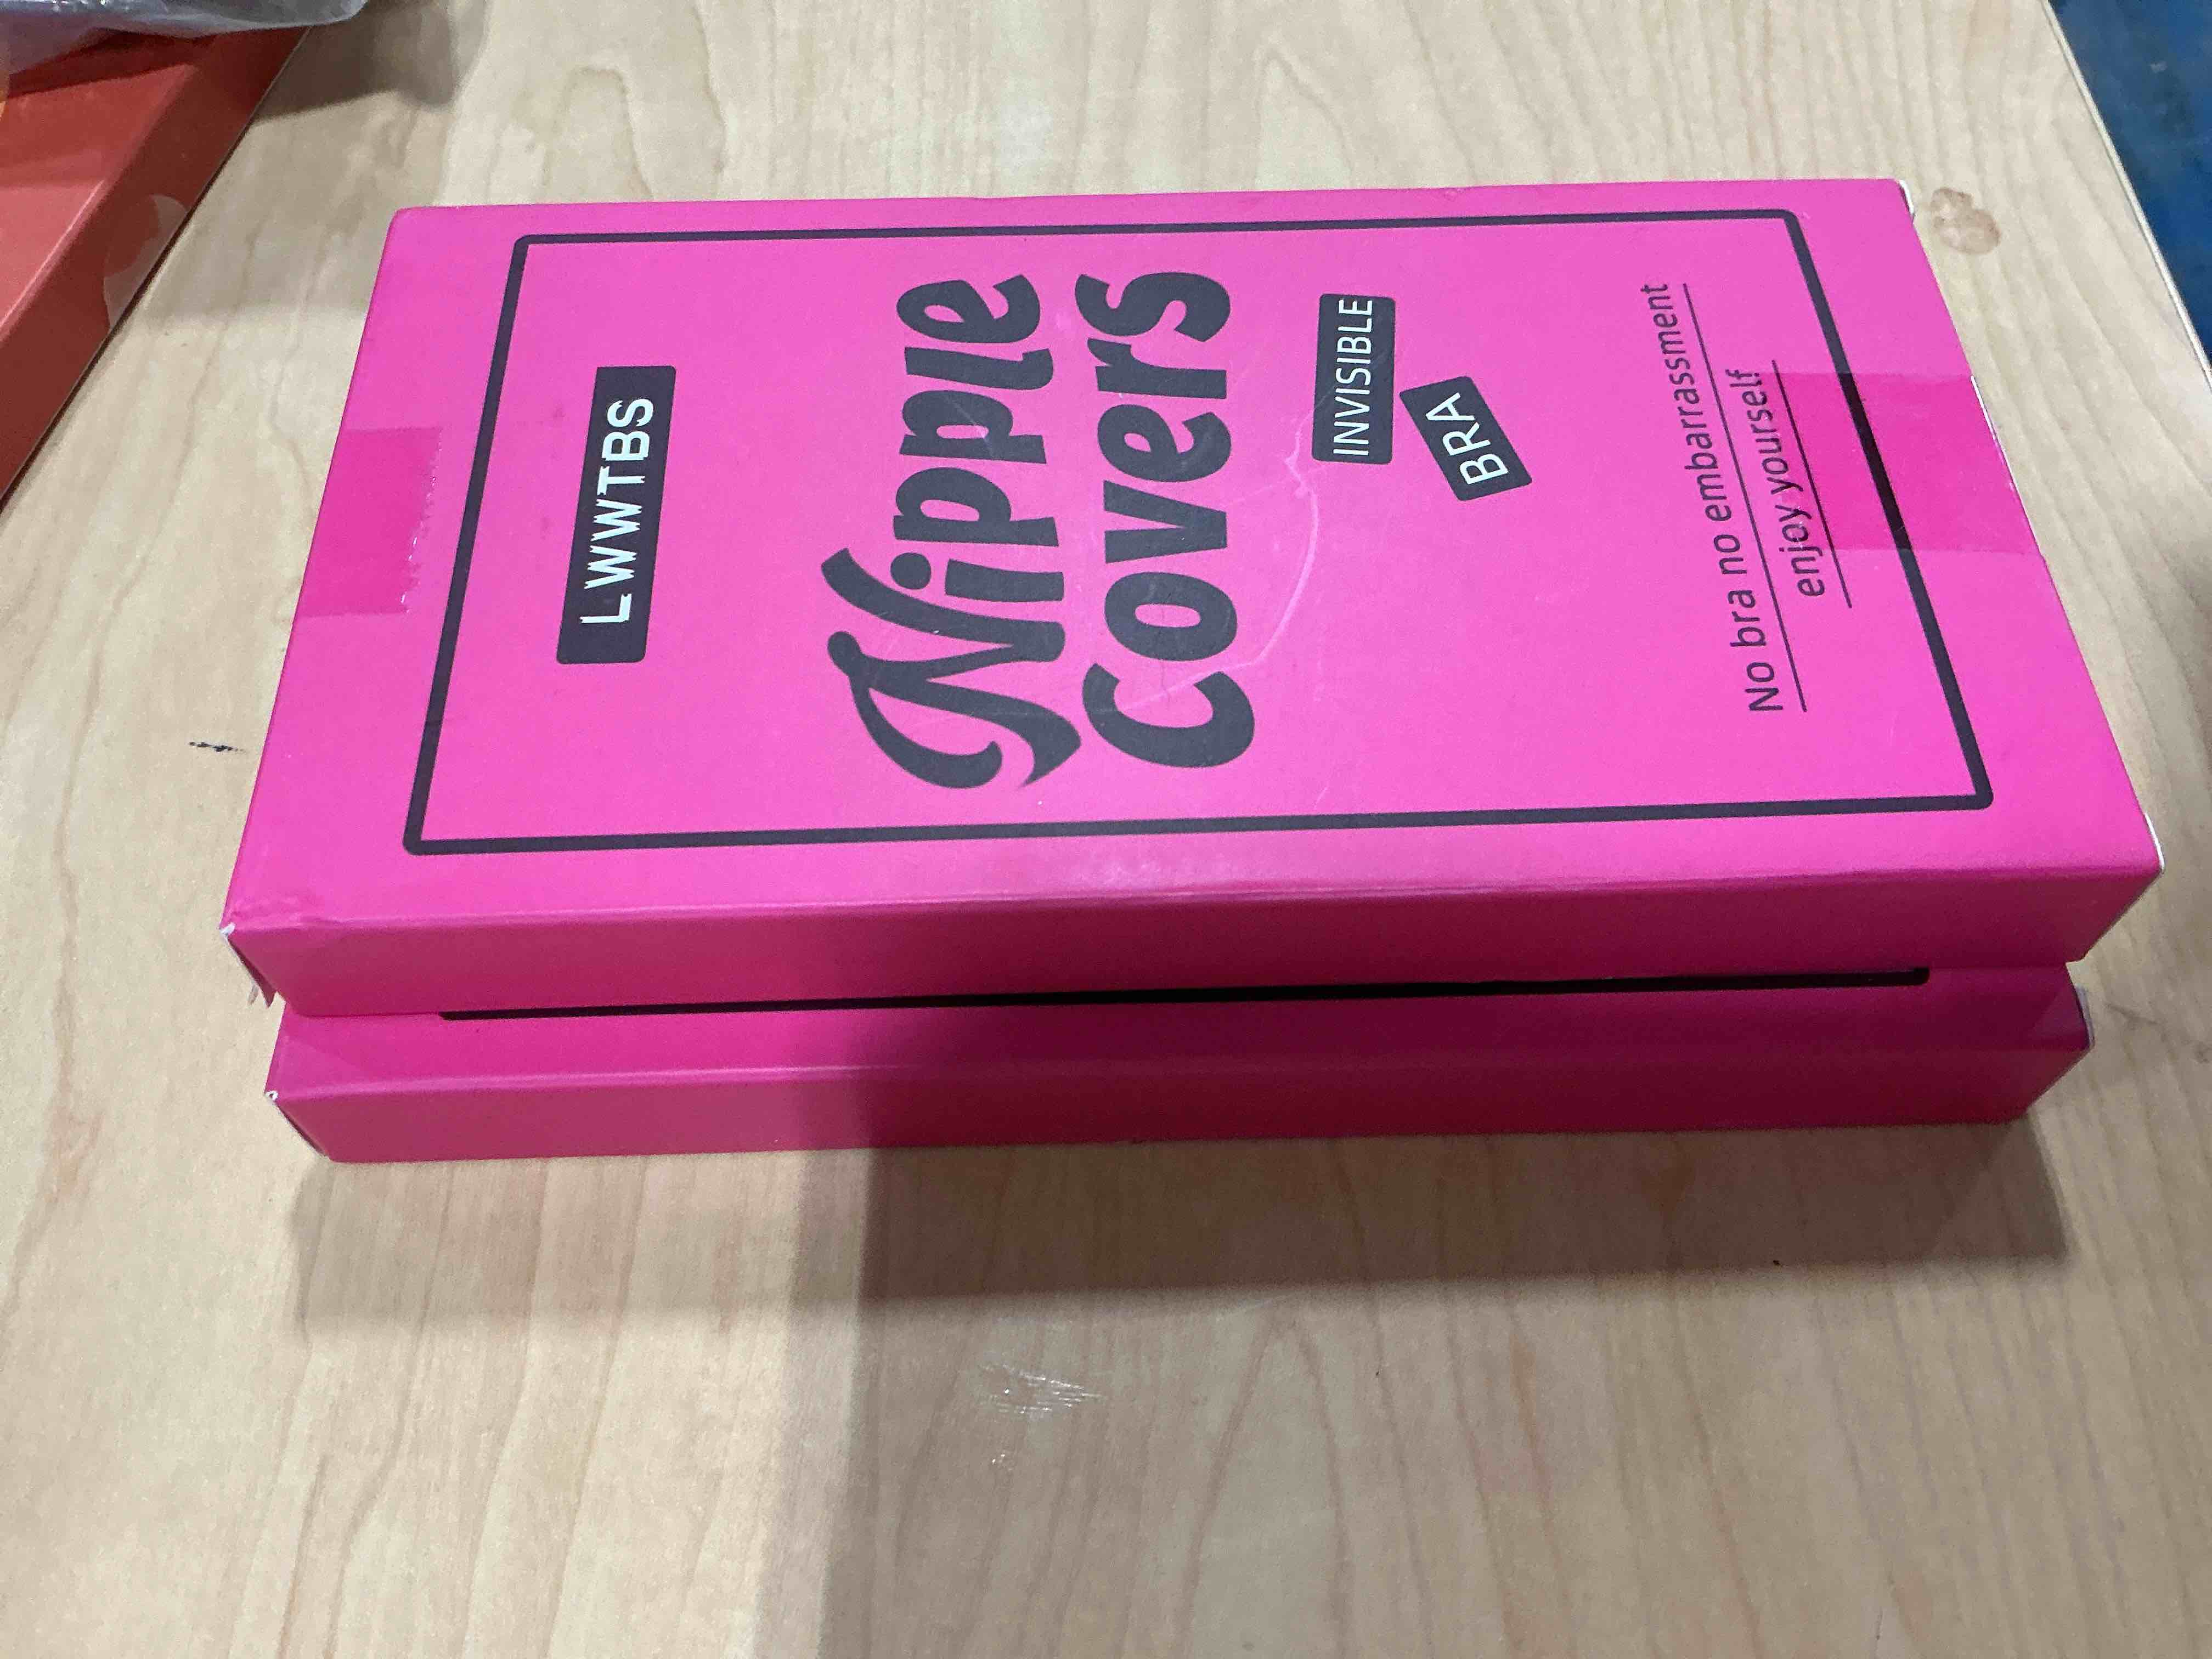 LWWTBS
Nipple
Covers
INVISIBLE
BRA
No bra no embarrassment
enjoy yourself